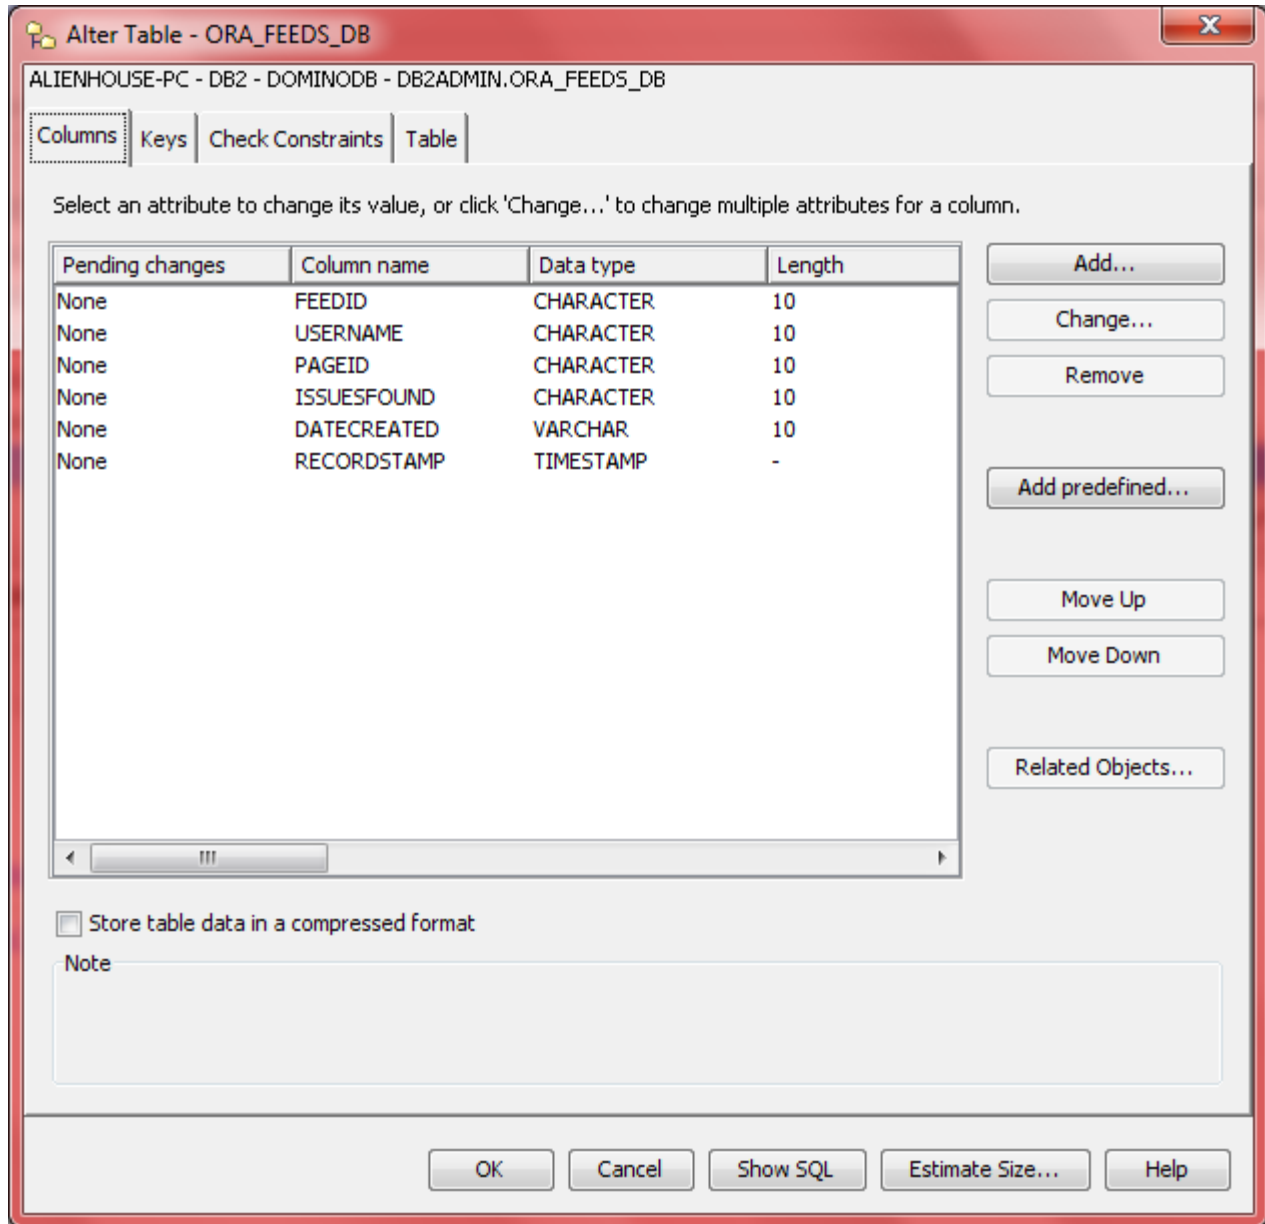 Alter Table - ORA_FEEDS_DB
ALIENHOUSE-PC - DB2 - DOMINODB - DB2ADMIN.ORA_FEEDS_DB
Columns Keys Check Constraints Table
Select an attribute to change its value, or click 'Change...' to change multiple attributes for a column.
Pending changes Column name Data type Length
None FEEDID CHARACTER 10
None USERNAME CHARACTER 10
None PAGEID CHARACTER 10
None ISSUESFOUND CHARACTER 10
None DATECREATED VARCHAR 10
None RECORDSTAMP TIMESTAMP -
Add...
Change...
Remove
Add predefined...
Move Up
Move Down
Related Objects...
Store table data in a compressed format
Note
OK Cancel Show SQL Estimate Size... Help